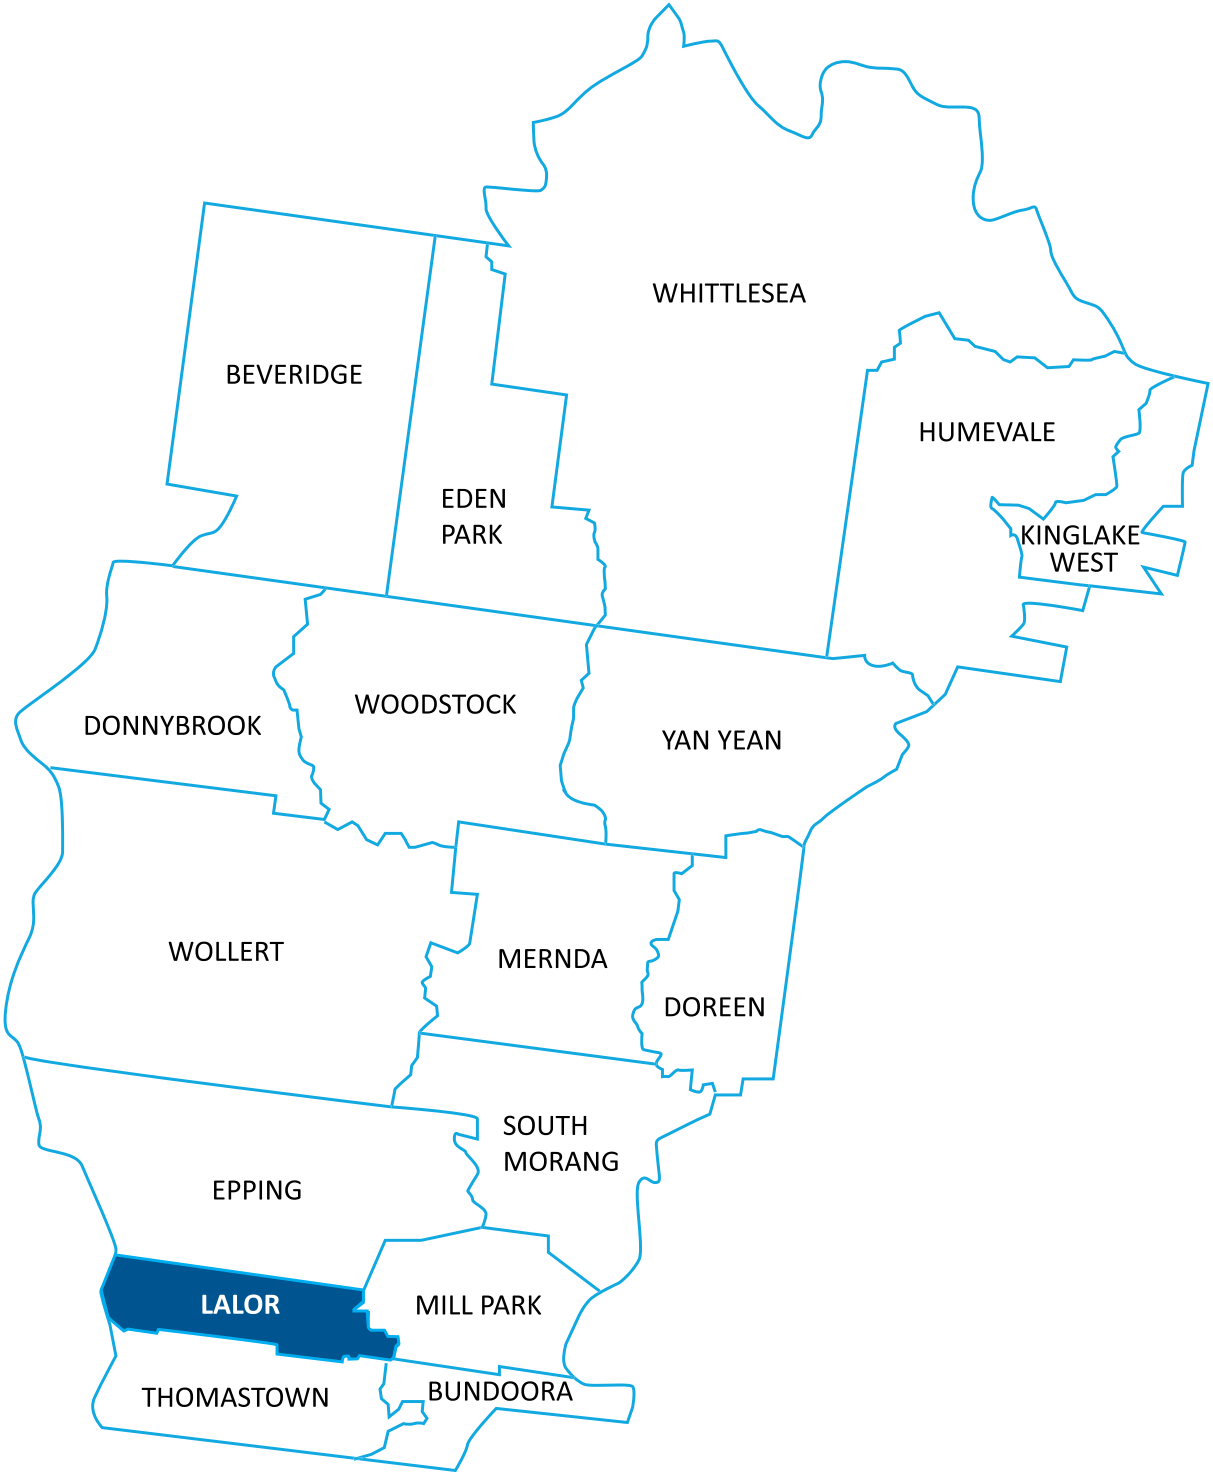 WHITTLESEA
BEVERIDGE
HUMEVALE
EDEN
PARK
KINGLAKE
WEST
WOODSTOCK
DONNYBROOK
YAN YEAN
WOLLERT
MERNDA
DOREEN
SOUTH
MORANG
EPPING
LALOR
MILL PARK
THOMASTOWN
BUNDOORA